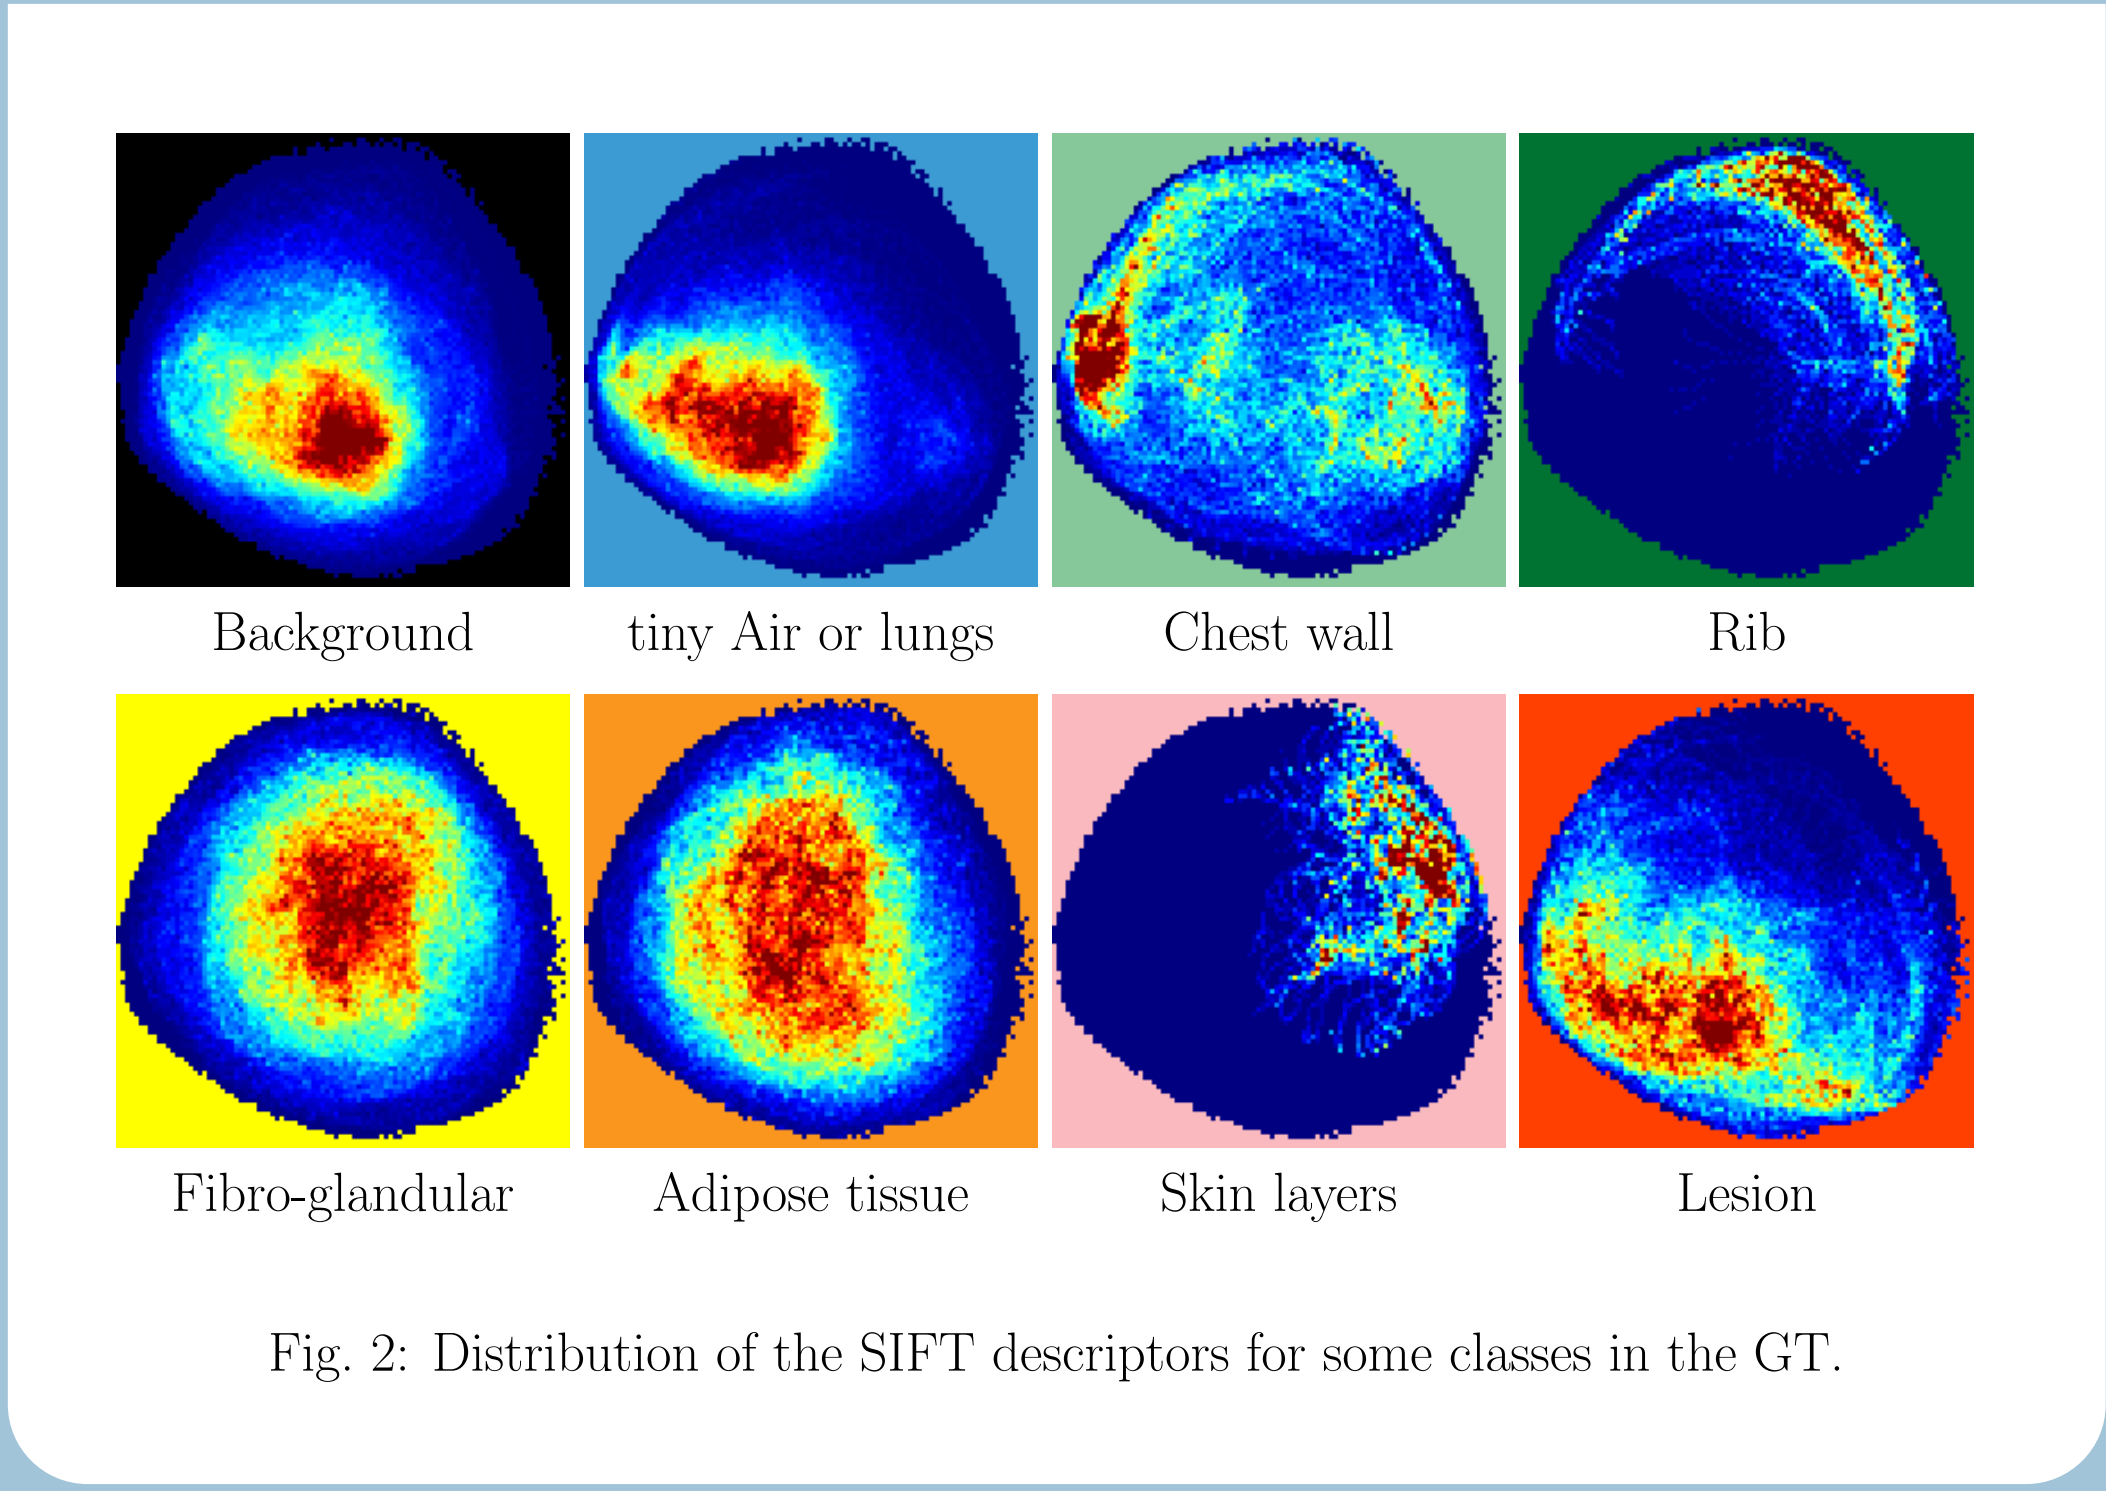 Background
tiny Air or lungs
Chest wall
Rib
Fibro-glandular
Adipose tissue
Skin layers
Lesion
Fig. 2: Distribution of the SIFT descriptors for some classes in the GT.